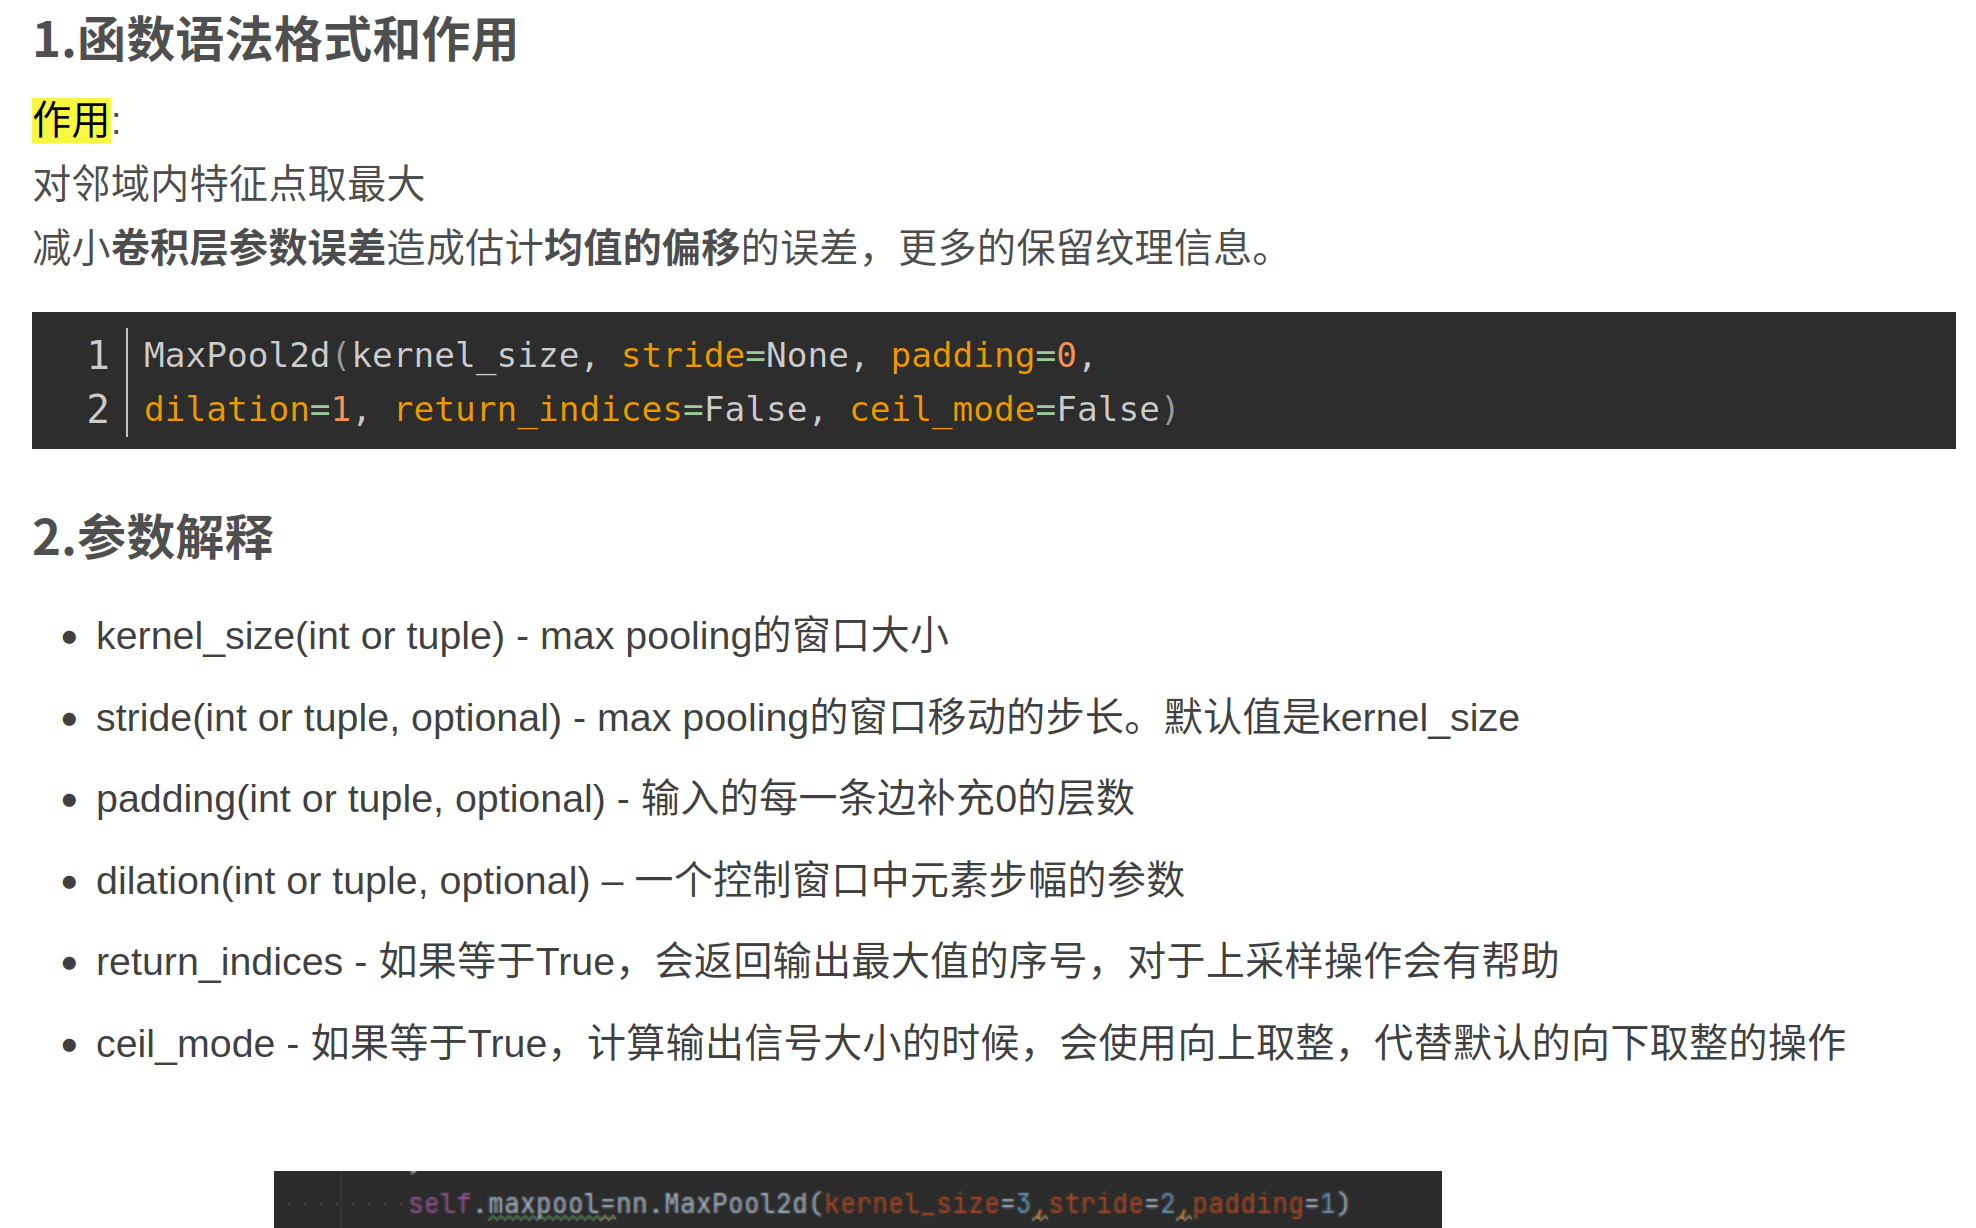 1.函数语法格式和作用
作用:
对邻域内特征点取最大
减小卷积层参数误差造成估计均值的偏移的误差，更多的保留纹理信息。
1 MaxPool2d(kernel_size, stride=None, padding=0,
2 dilation=1, return_indices=False, ceil_mode=False)
2.参数解释
• kernel_size(int or tuple) - max pooling的窗口大小
• stride(int or tuple, optional) - max pooling的窗口移动的步长。默认值是kernel_size
• padding(int or tuple, optional) - 输入的每一条边补充0的层数
• dilation(int or tuple, optional) – 一个控制窗口中元素步幅的参数
• return_indices - 如果等于True，会返回输出最大值的序号，对于上采样操作会有帮助
• ceil_mode - 如果等于True，计算输出信号大小的时候，会使用向上取整，代替默认的向下取整的操作
self.maxpool=nn.MaxPool2d(kernel_size=3,stride=2,padding=1)